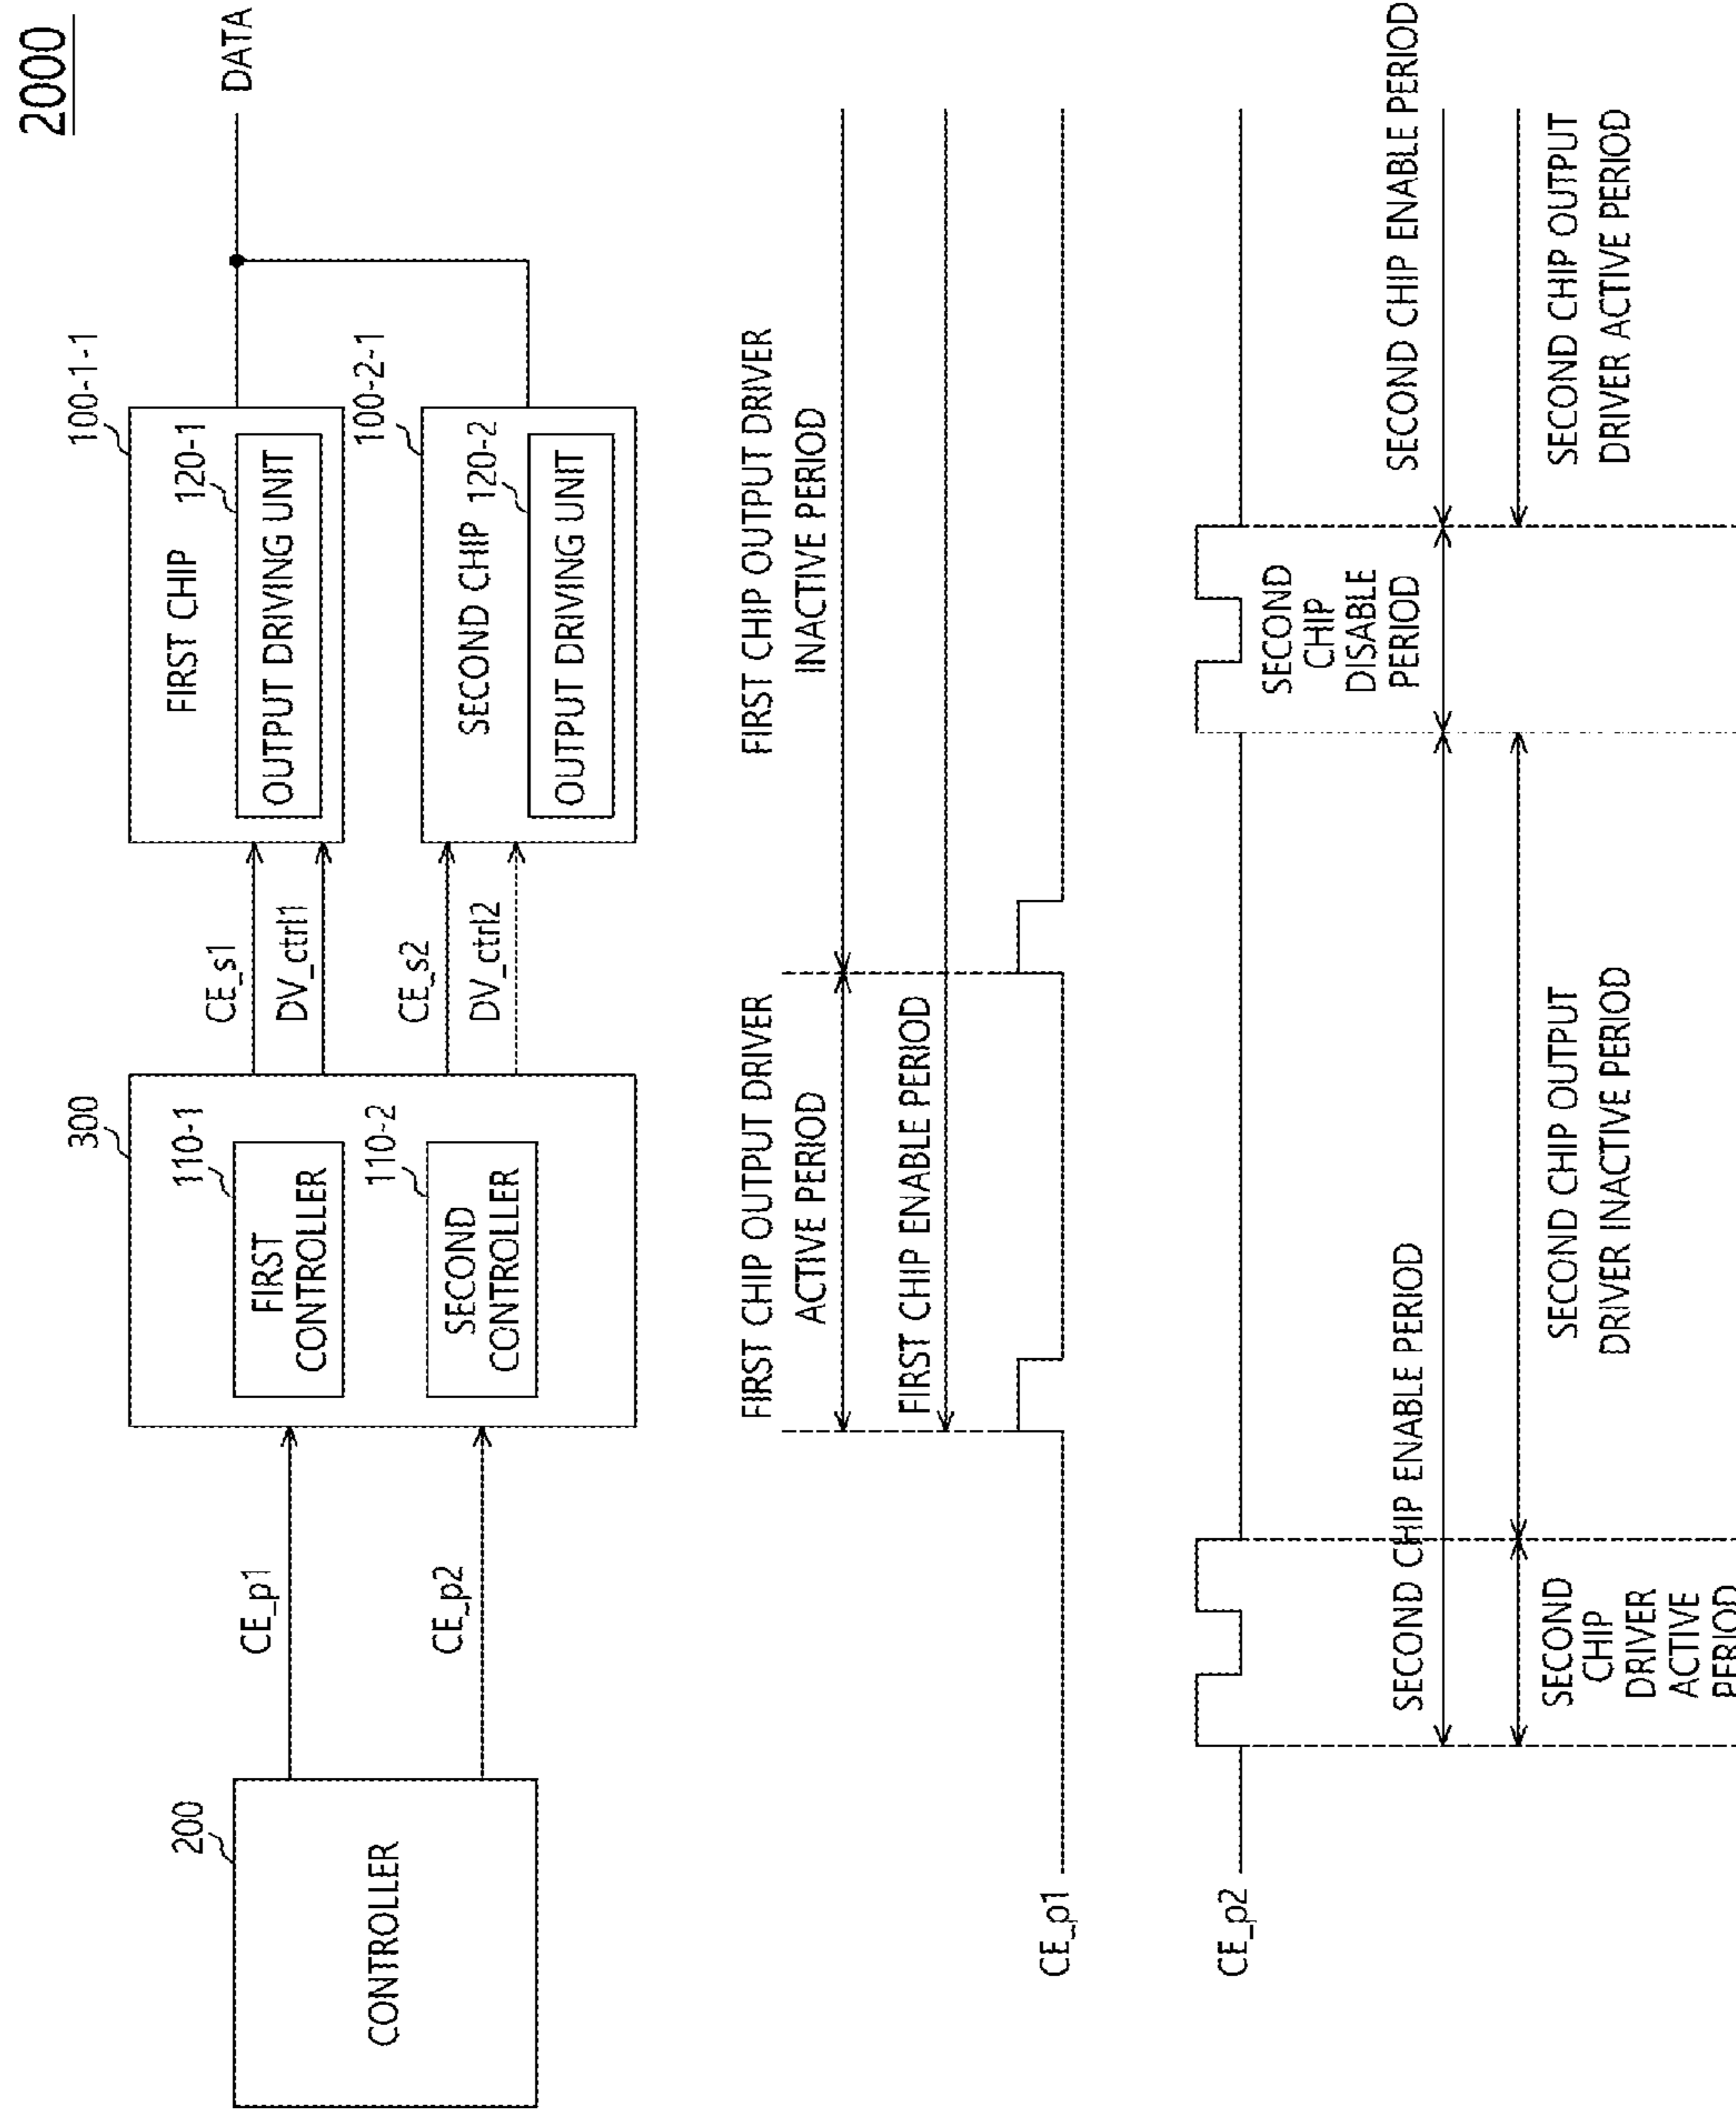 2000
200
CONTROLLER
CE_p1
CE_p2
300
110-1
FIRST
CONTROLLER
110-2
SECOND
CONTROLLER
CE_s1
DV_ctrl1
CE_s2
DV_ctrl2
100-1-1
FIRST CHIP
120-1
OUTPUT DRIVING UNIT
100-2-1
SECOND CHIP
120-2
OUTPUT DRIVING UNIT
DATA
FIRST CHIP OUTPUT DRIVER
ACTIVE PERIOD
FIRST CHIP OUTPUT DRIVER
INACTIVE PERIOD
FIRST CHIP ENABLE PERIOD
CE_p1
CE_p2
SECOND
CHIP
DISABLE
PERIOD
SECOND CHIP ENABLE PERIOD
SECOND CHIP ENABLE PERIOD
SECOND
CHIP
DRIVER
ACTIVE
PERIOD
SECOND CHIP OUTPUT
DRIVER INACTIVE PERIOD
SECOND CHIP OUTPUT
DRIVER ACTIVE PERIOD